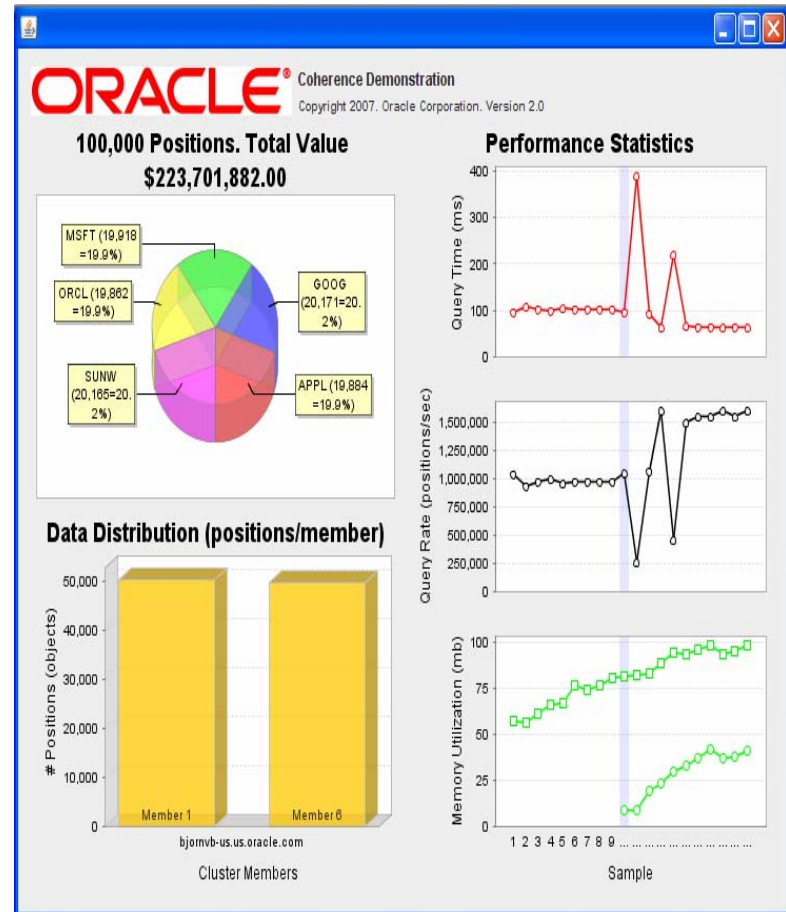 ORACLE®
Coherence Demonstration
Copyright 2007. Oracle Corporation. Version 2.0
100,000 Positions. Total Value
$223,701,882.00
MSFT (19,918
=19.9%)
ORCL (19,862
=19.9%)
SUNW
(20,165=20.
2%)
GOOG
(20,171=20.
2%)
APPL (19,884
=19.9%)
Data Distribution (positions/member)
# Positions (objects)
50,000
40,000
30,000
20,000
10,000
0
Member 1
Member 6
bjornvb-us.us.oracle.com
Cluster Members
Performance Statistics
Query Time (ms)
400
300
200
100
0
Query Rate (positions/sec)
1,500,000
1,250,000
1,000,000
750,000
500,000
250,000
0
Memory Utilization (mb)
100
75
50
25
0
1 2 3 4 5 6 7 8 9 ... ... ... ... ... ... ... ... ... ... ...
Sample